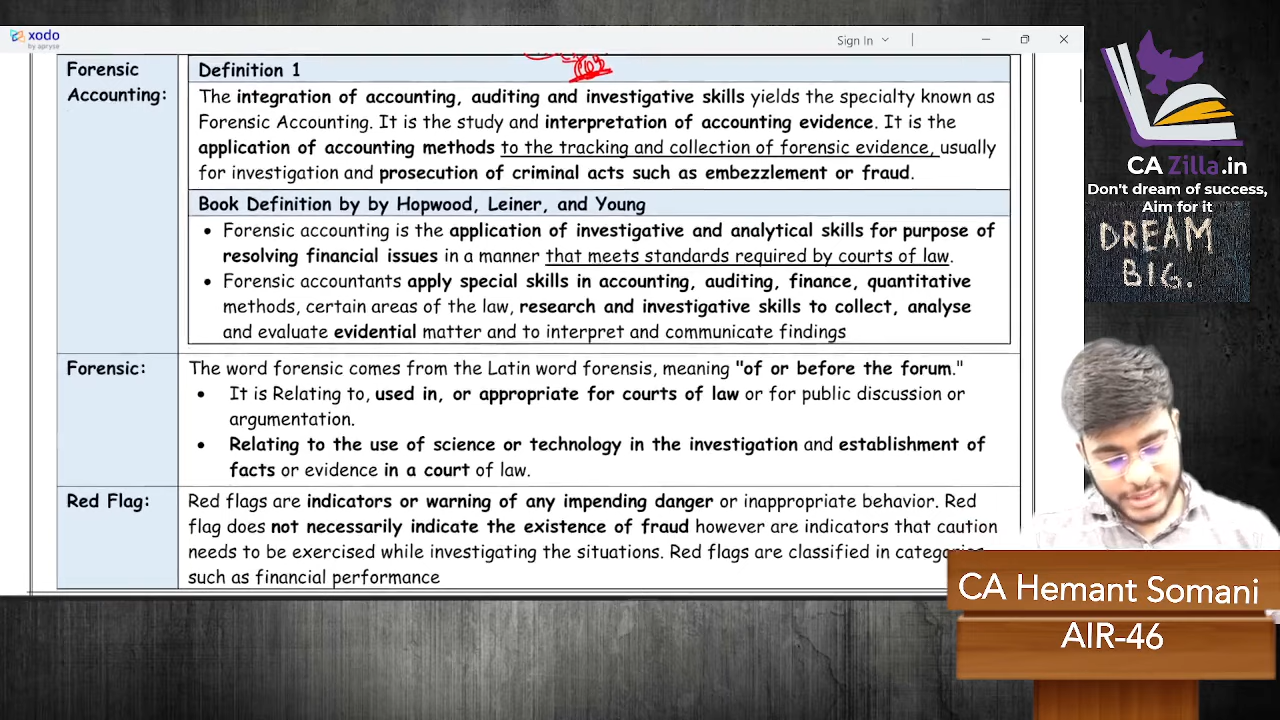 xodo
by apryse
Sign In
Forensic
Accounting:
Definition 1
The integration of accounting, auditing and investigative skills yields the specialty known as
Forensic Accounting. It is the study and interpretation of accounting evidence. It is the
application of accounting methods to the tracking and collection of forensic evidence, usually
for investigation and prosecution of criminal acts such as embezzlement or fraud.
Book Definition by by Hopwood, Leiner, and Young
• Forensic accounting is the application of investigative and analytical skills for purpose of
resolving financial issues in a manner that meets standards required by courts of law.
• Forensic accountants apply special skills in accounting, auditing, finance, quantitative
methods, certain areas of the law, research and investigative skills to collect, analyse
and evaluate evidential matter and to interpret and communicate findings
Forensic:
The word forensic comes from the Latin word forensis, meaning "of or before the forum."
• It is Relating to, used in, or appropriate for courts of law or for public discussion or
argumentation.
• Relating to the use of science or technology in the investigation and establishment of
facts or evidence in a court of law.
Red Flag:
Red flags are indicators or warning of any impending danger or inappropriate behavior. Red
flag does not necessarily indicate the existence of fraud however are indicators that caution
needs to be exercised while investigating the situations. Red flags are classified in categories
such as financial performance
CA Zilla.in
Don't dream of success,
Aim for it
DREAM
BIG.
CA Hemant Somani
AIR-46